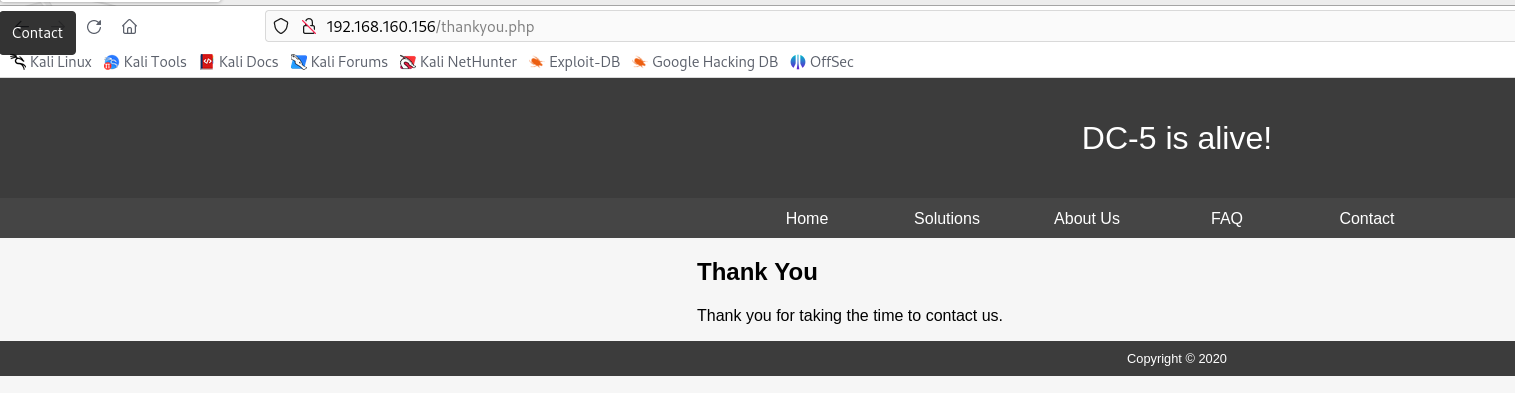 Contact
192.168.160.156/thankyou.php
Kali Linux Kali Tools Kali Docs Kali Forums Kali NetHunter Exploit-DB Google Hacking DB OffSec
DC-5 is alive!
Home Solutions About Us FAQ Contact
Thank You
Thank you for taking the time to contact us.
Copyright © 2020